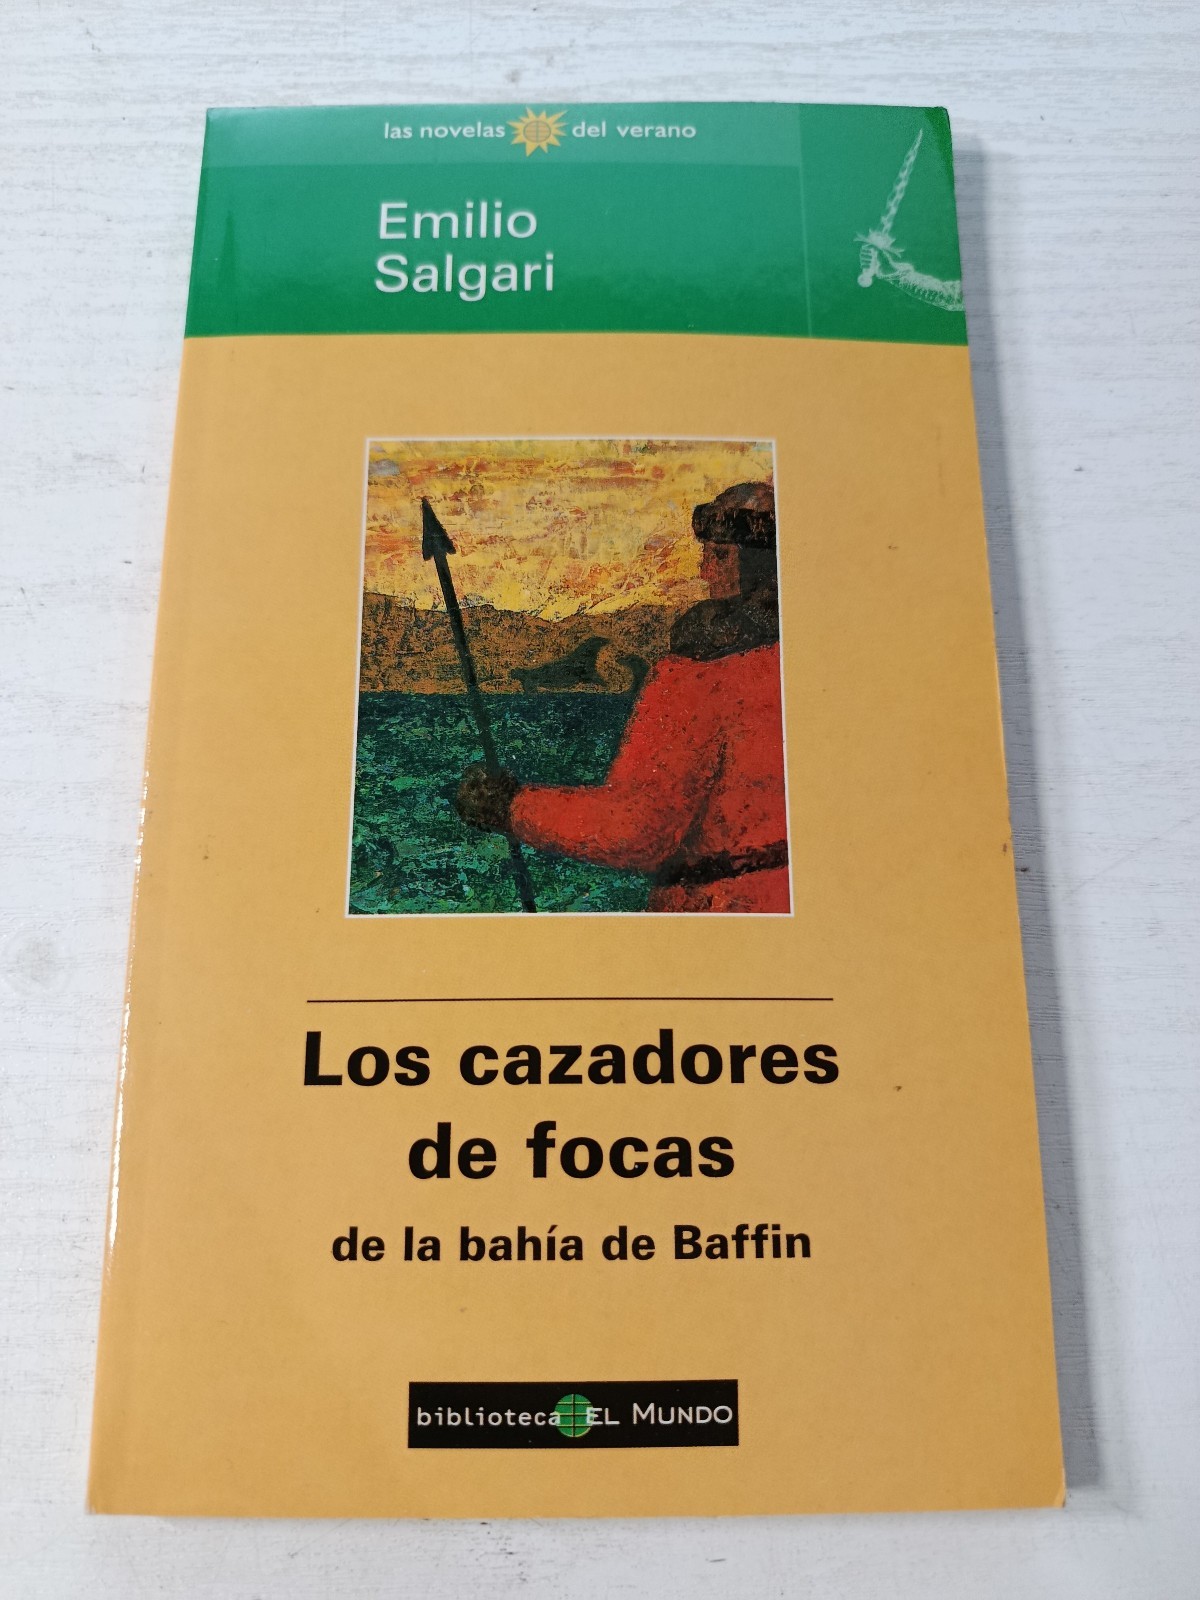 las novelas del verano
Emilio
Salgari
Los cazadores
de focas
de la bahía de Baffin
biblioteca EL MUNDO